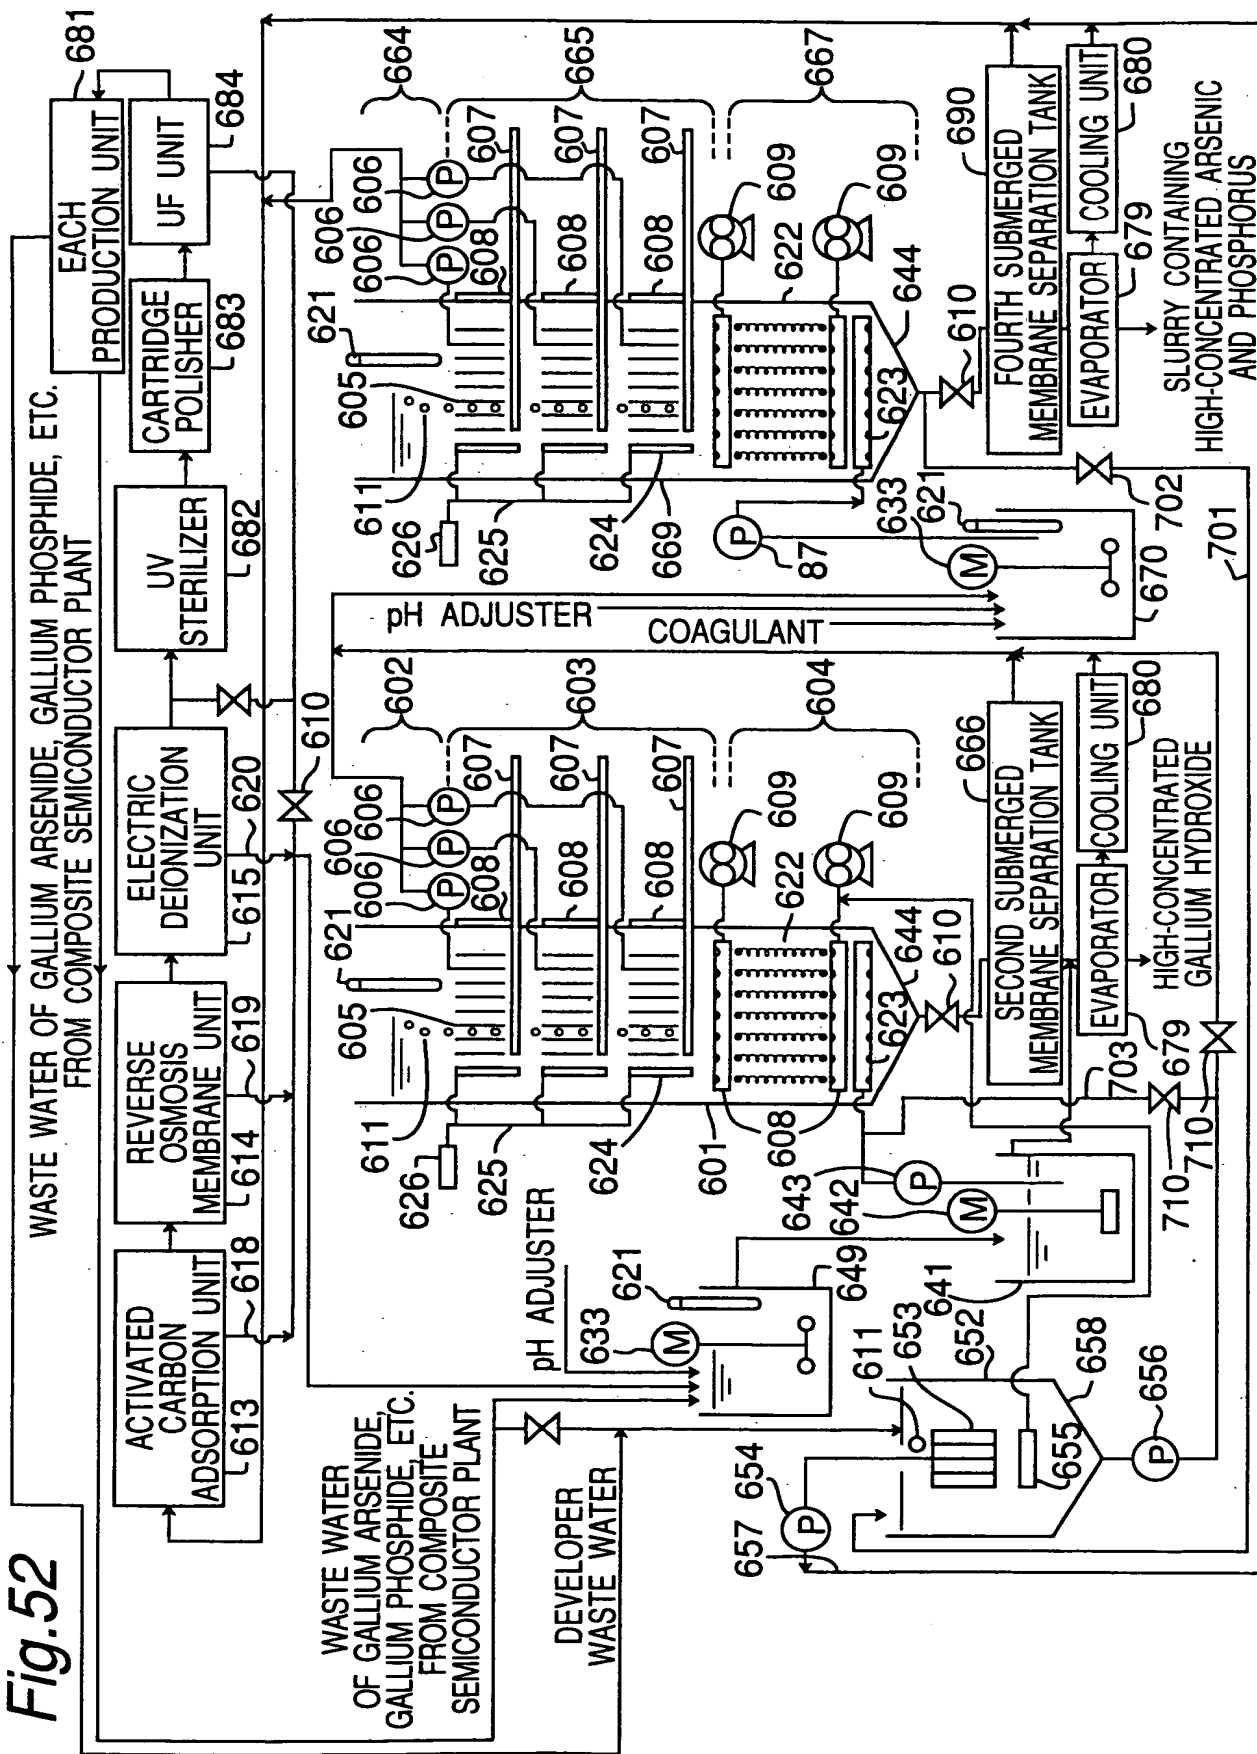 Fig.52
WASTE WATER OF GALLIUM ARSENIDE, GALLIUM PHOSPHIDE, ETC.
FROM COMPOSITE SEMICONDUCTOR PLANT
ACTIVATED
CARBON
ADSORPTION UNIT
613
618
REVERSE
OSMOSIS
MEMBRANE UNIT
614
619
ELECTRIC
DEIONIZATION
UNIT
615
620
610
UV
STERILIZER
682
CARTRIDGE
POLISHER
683
UF UNIT
684
EACH
PRODUCTION UNIT
681
WASTE WATER
OF GALLIUM ARSENIDE,
GALLIUM PHOSPHIDE, ETC.
FROM COMPOSITE
SEMICONDUCTOR PLANT
DEVELOPER
WASTE WATER
pH ADJUSTER
633
M
621
649
611
653
652
658
654
P
657
655
656
P
641
642
M
643
P
626
625
611
605
621
606
606
606
P
P
P
602
603
604
607
607
607
608
608
608
624
601
608
609
609
622
623
644
610
703
710
710
SECOND SUBMERGED
MEMBRANE SEPARATION TANK
666
EVAPORATOR
679
COOLING UNIT
680
HIGH-CONCENTRATED
GALLIUM HYDROXIDE
pH ADJUSTER
COAGULANT
633
M
621
670
87
P
626
625
611
605
621
606
606
606
P
P
P
664
665
667
607
607
607
608
608
608
624
669
609
609
622
623
644
610
702
701
FOURTH SUBMERGED
MEMBRANE SEPARATION TANK
690
EVAPORATOR
679
COOLING UNIT
680
SLURRY CONTAINING
HIGH-CONCENTRATED ARSENIC
AND PHOSPHORUS